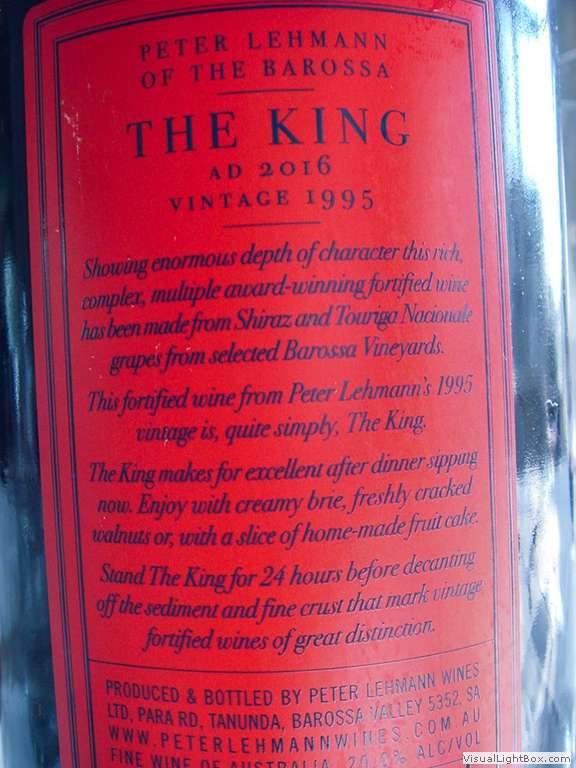 PETER LEHMANN
OF THE BAROSSA
THE KING
AD 2016
VINTAGE 1995
Showing enormous depth of character this rich,
complex, multiple award-winning fortified wine
has been made from Shiraz and Touriga Nacionale
grapes from selected Barossa Vineyards.
This fortified wine from Peter Lehmann's 1995
vintage is, quite simply, The King.
The King makes for excellent after dinner sipping
now. Enjoy with creamy brie, freshly cracked
walnuts or, with a slice of home-made fruit cake.
Stand The King for 24 hours before decanting
off the sediment and fine crust that mark vintage
fortified wines of great distinction.
PRODUCED & BOTTLED BY PETER LEHMANN WINES
LTD, PARA RD, TANUNDA, BAROSSA VALLEY 5352, SA
WWW.PETERLEHMANNWINES.COM.AU
FINE WINE OF AUSTRALIA, 20.0% ALC/VOL
VisualLightBox.com